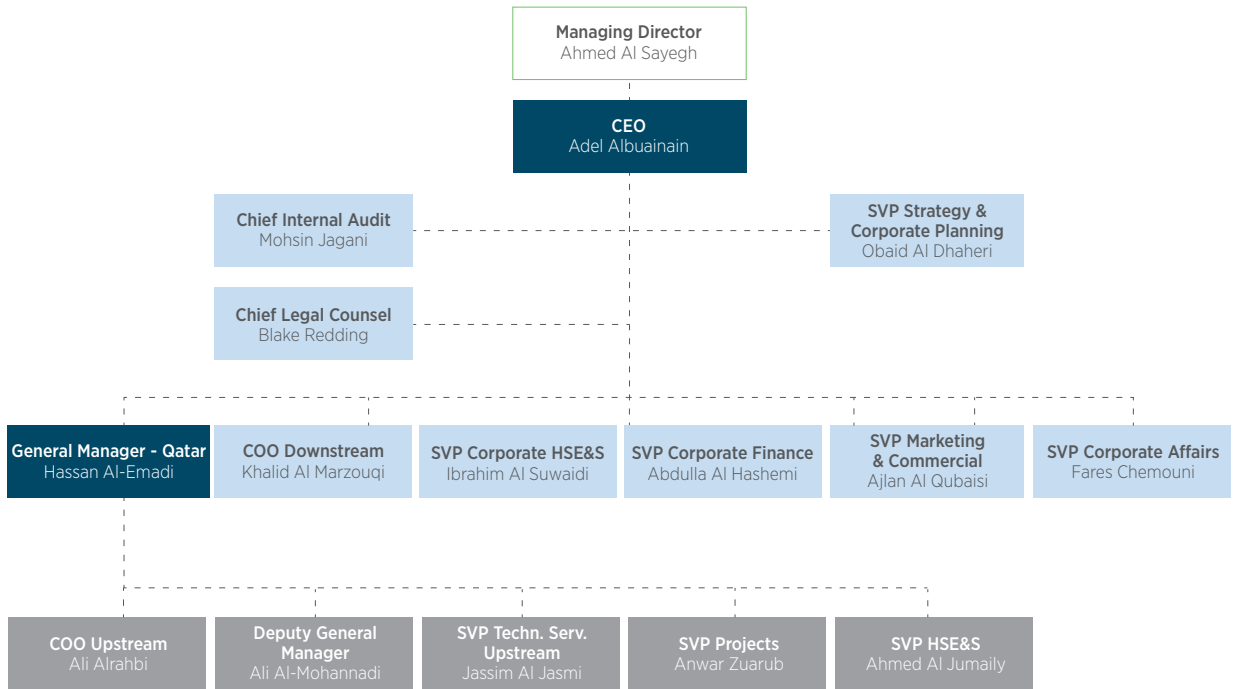 Managing Director
Ahmed Al Sayegh
CEO
Adel Albuainain
Chief Internal Audit
Mohsin Jagani
SVP Strategy &
Corporate Planning
Obaid Al Dhaheri
Chief Legal Counsel
Blake Redding
General Manager - Qatar
Hassan Al-Emadi
COO Downstream
Khalid Al Marzouqi
SVP Corporate HSE&S
Ibrahim Al Suwaidi
SVP Corporate Finance
Abdulla Al Hashemi
SVP Marketing
& Commercial
Ajlan Al Qubaisi
SVP Corporate Affairs
Fares Chemouni
COO Upstream
Ali Alrahbi
Deputy General
Manager
Ali Al-Mohannadi
SVP Techn. Serv.
Upstream
Jassim Al Jasmi
SVP Projects
Anwar Zuarub
SVP HSE&S
Ahmed Al Jumaily